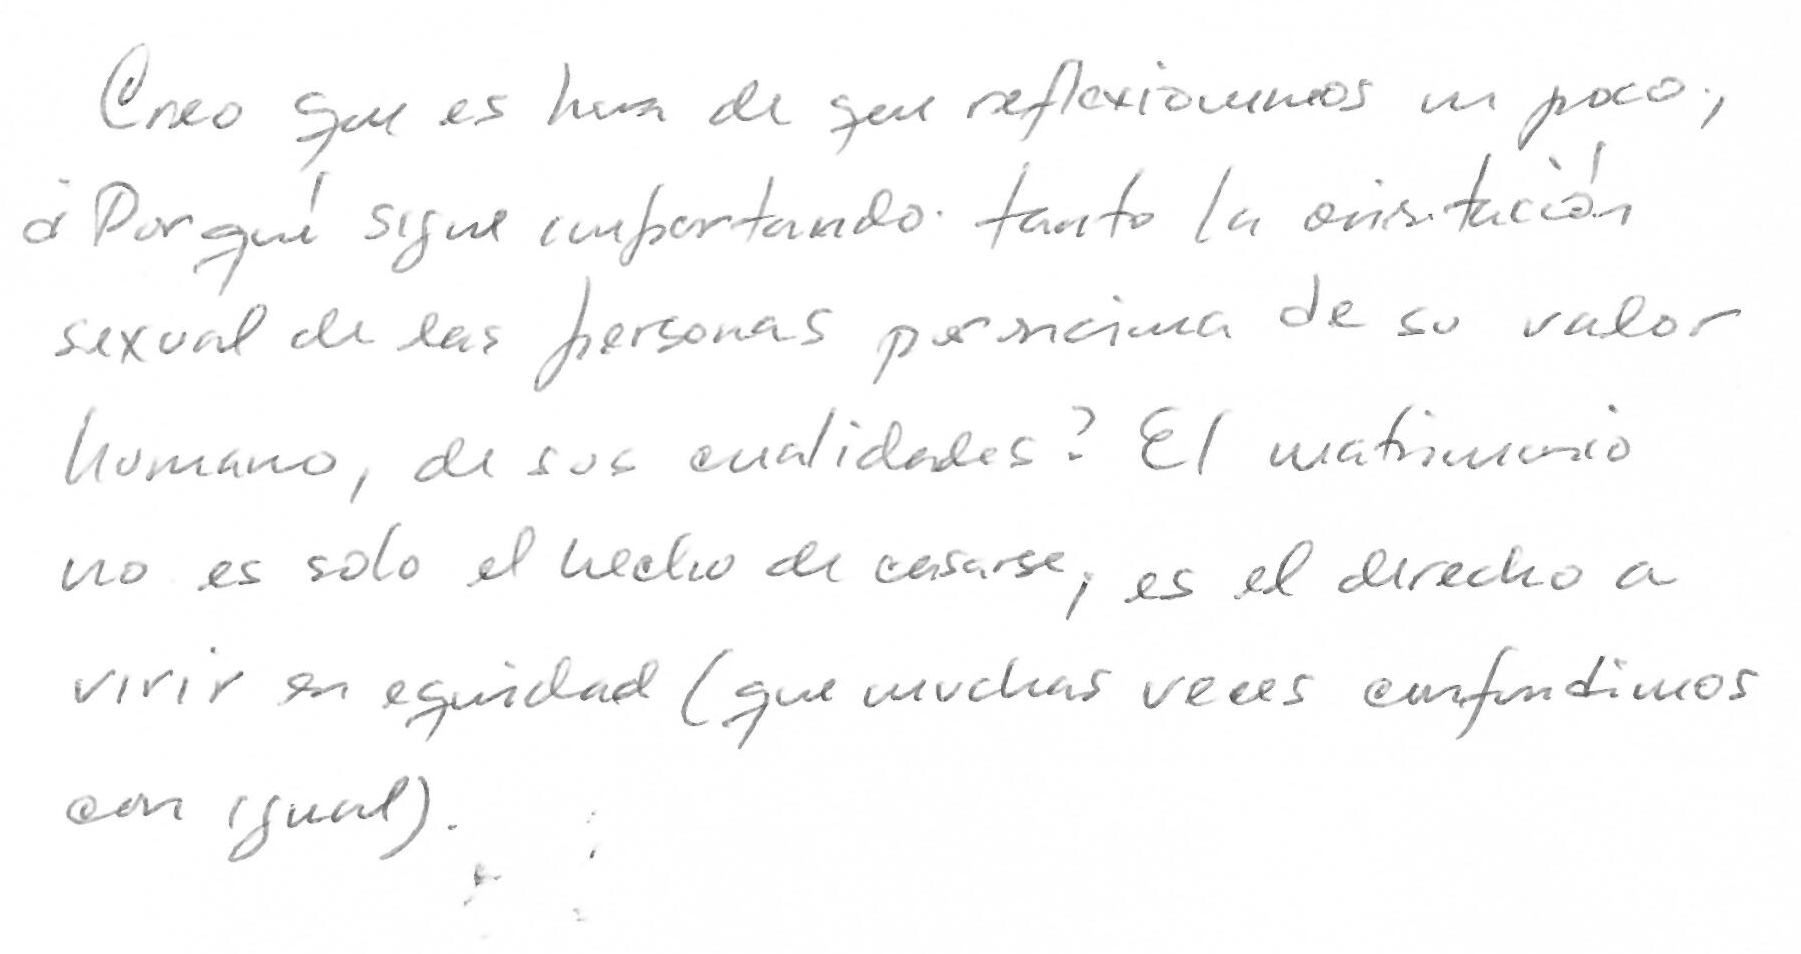 Creo que es hora de que reflexionemos un poco,
¿Por qué sigue importando tanto la orientación
sexual de las personas por encima de su valor
humano, de sus cualidades? El matrimonio
no es solo el hecho de casarse, es el derecho a
vivir en equidad (que muchas veces confundimos
con igual).